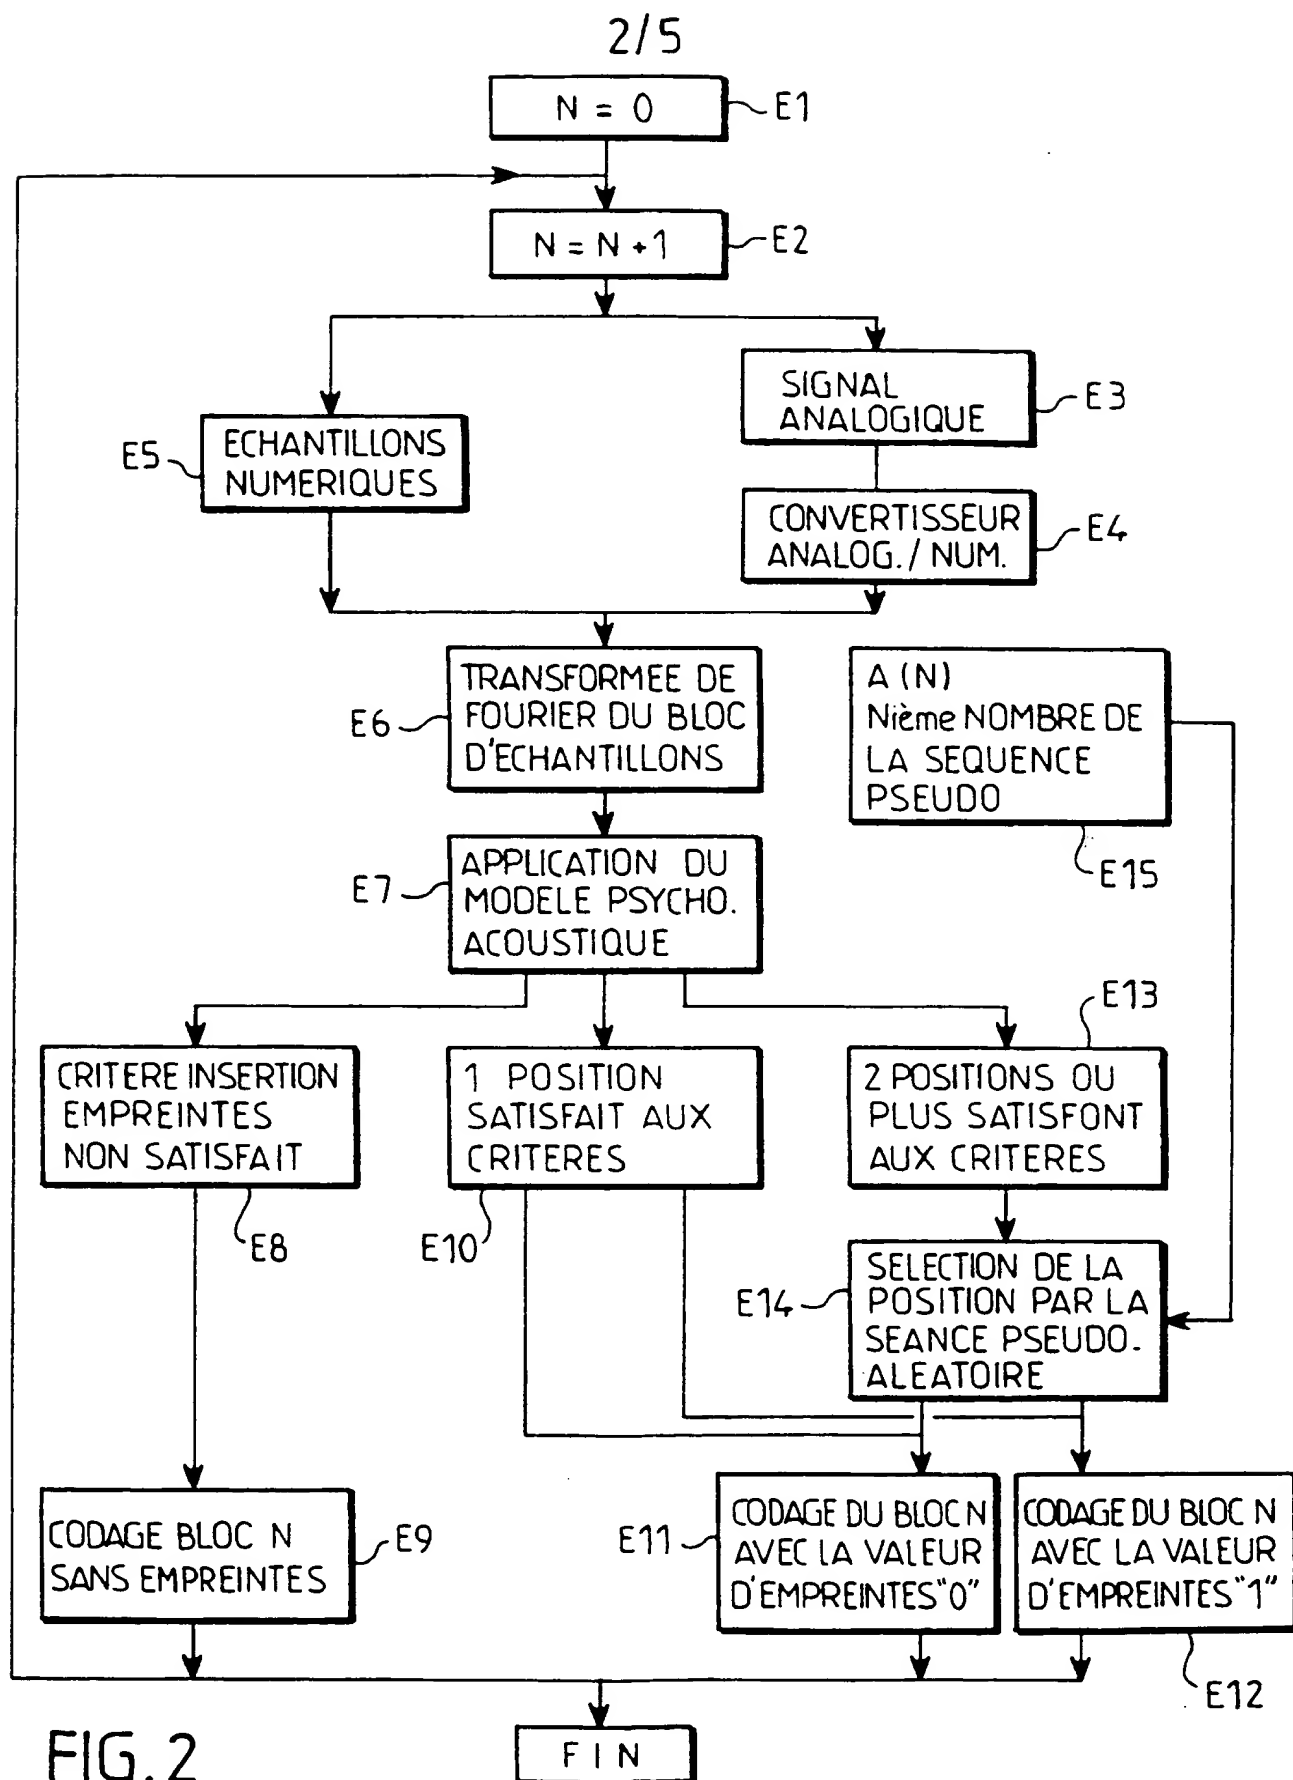 2/5
N = 0
E1
N = N + 1
E2
SIGNAL
ANALOGIQUE
E3
ECHANTILLONS
NUMERIQUES
E5
CONVERTISSEUR
ANALOG. / NUM.
E4
TRANSFORMEE DE
FOURIER DU BLOC
D'ECHANTILLONS
E6
A (N)
Nième NOMBRE DE
LA SEQUENCE
PSEUDO
E15
APPLICATION DU
MODELE PSYCHO.
ACOUSTIQUE
E7
E13
CRITERE INSERTION
EMPREINTES
NON SATISFAIT
E8
1 POSITION
SATISFAIT AUX
CRITERES
E10
2 POSITIONS OU
PLUS SATISFONT
AUX CRITERES
SELECTION DE LA
POSITION PAR LA
SEANCE PSEUDO.
ALEATOIRE
E14
CODAGE BLOC N
SANS EMPREINTES
E9
CODAGE DU BLOC N
AVEC LA VALEUR
D'EMPREINTES "0"
E11
CODAGE DU BLOC N
AVEC LA VALEUR
D'EMPREINTES "1"
E12
FIN
FIG. 2